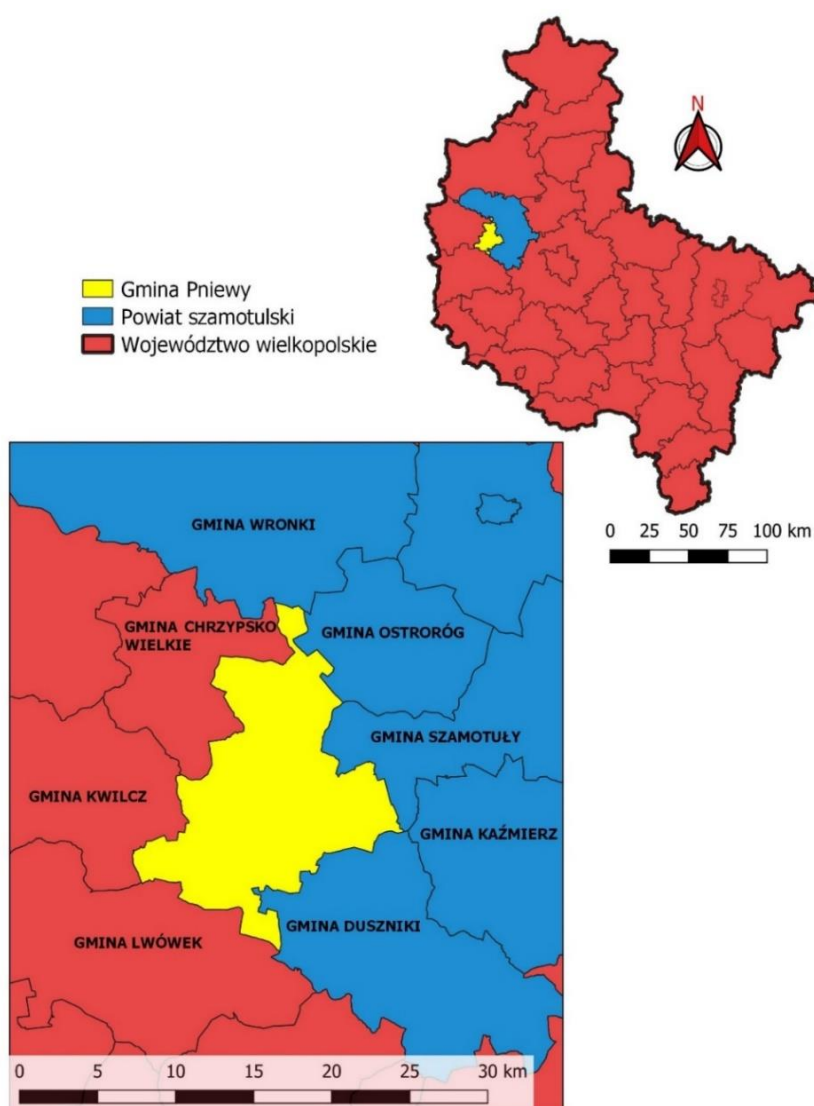 N
Gmina Pniewy
Powiat szamotulski
Województwo wielkopolskie
0 25 50 75 100 km
GMINA WRONKI
GMINA CHRZYPSKO
WIELKIE
GMINA OSTRORÓG
GMINA SZAMOTUŁY
GMINA KWILCZ
GMINA KAŹMIERZ
GMINA DUSZNIKI
GMINA LWÓWEK
0 5 10 15 20 25 30 km